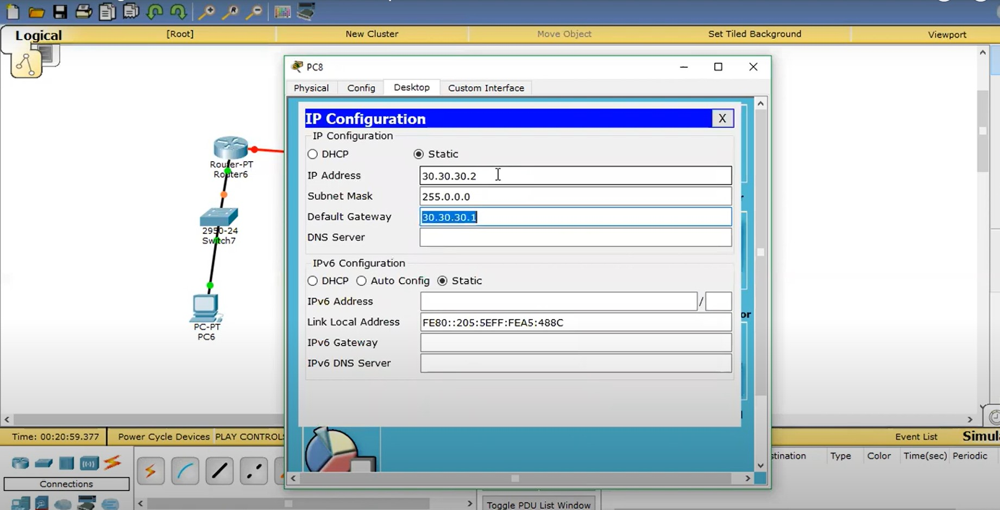 Logical
[Root]
New Cluster
Move Object
Set Tiled Background
Viewport
PC8
Physical
Config
Desktop
Custom Interface
IP Configuration
X
IP Configuration
DHCP
Static
IP Address
30.30.30.2
Subnet Mask
255.0.0.0
Default Gateway
30.30.30.1
DNS Server
IPv6 Configuration
DHCP
Auto Config
Static
IPv6 Address
/
Link Local Address
FE80::205:5EFF:FEA5:488C
IPv6 Gateway
IPv6 DNS Server
Router-PT
Router6
2950-24
Switch7
PC-PT
PC6
Time: 00:20:59.377
Power Cycle Devices
PLAY CONTROLS
Event List
Simula
Connections
stination
Type
Color
Time(sec)
Periodic
Toggle PDU List Window